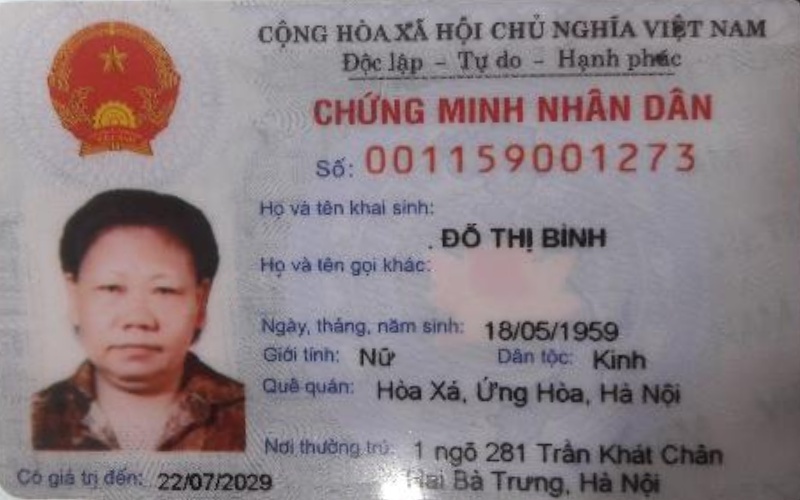 CỘNG HÒA XÃ HỘI CHỦ NGHĨA VIỆT NAM
Độc lập - Tự do - Hạnh phúc
CHỨNG MINH NHÂN DÂN
Số: 001159001273
Họ và tên khai sinh:
ĐỖ THỊ BÌNH
Họ và tên gọi khác:
Ngày, tháng, năm sinh: 18/05/1959
Giới tính: Nữ Dân tộc: Kinh
Quê quán: Hòa Xá, Ứng Hòa, Hà Nội
Nơi thường trú: 1 ngõ 281 Trần Khát Chân
Hai Bà Trưng, Hà Nội
Có giá trị đến: 22/07/2029